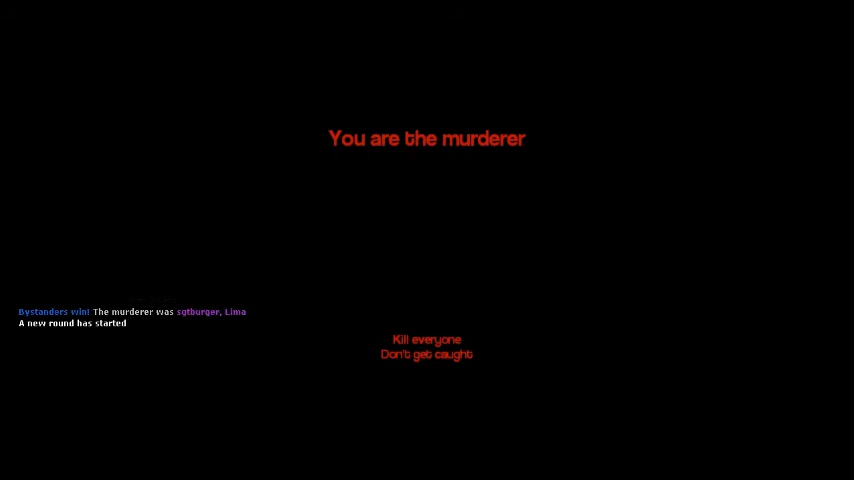 You are the murderer
Bystanders win! The murderer was sgtburger, Lima
A new round has started
Kill everyone
Don't get caught